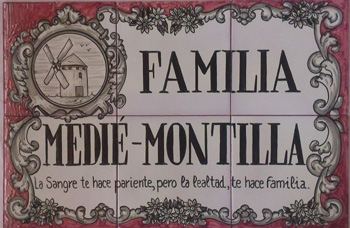 FAMILIA
MEDIÉ-MONTILLA
La Sangre te hace pariente, pero la lealtad, te hace Familia.